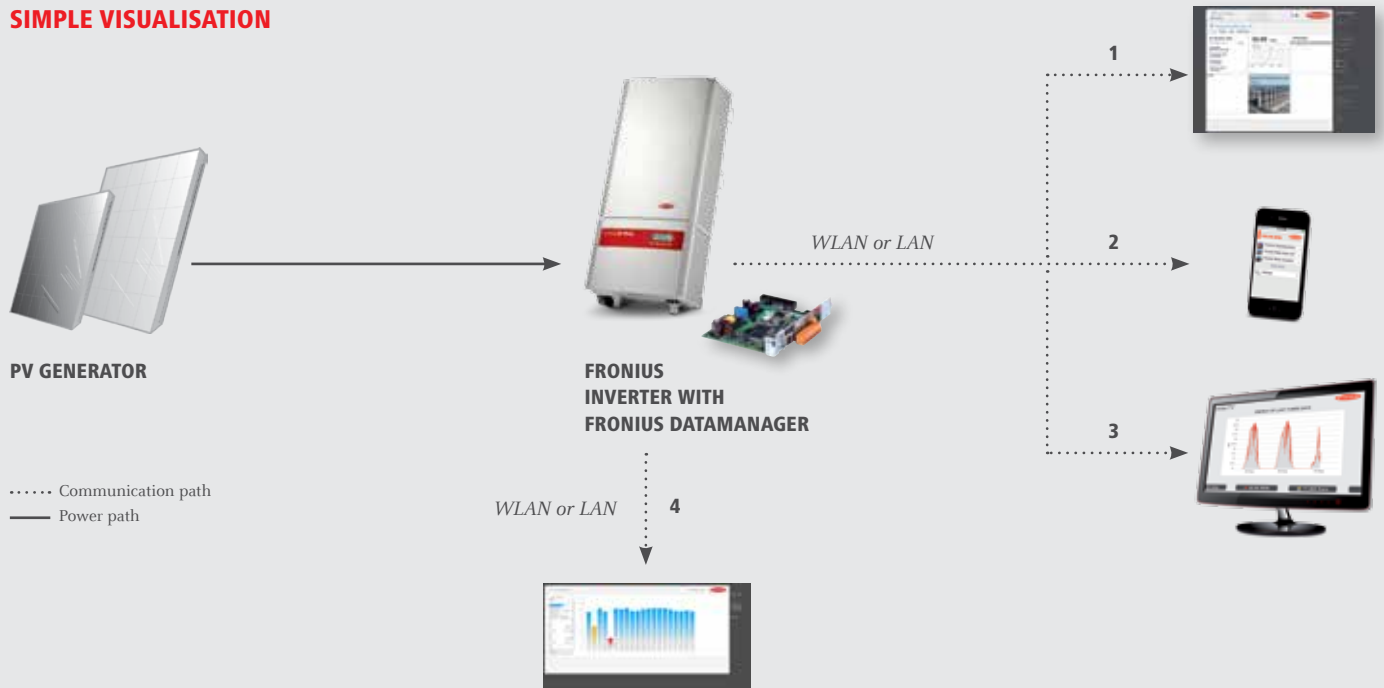 SIMPLE VISUALISATION
1
WLAN or LAN
2
PV GENERATOR
FRONIUS
INVERTER WITH
FRONIUS DATAMANAGER
3
Communication path
Power path
WLAN or LAN
4